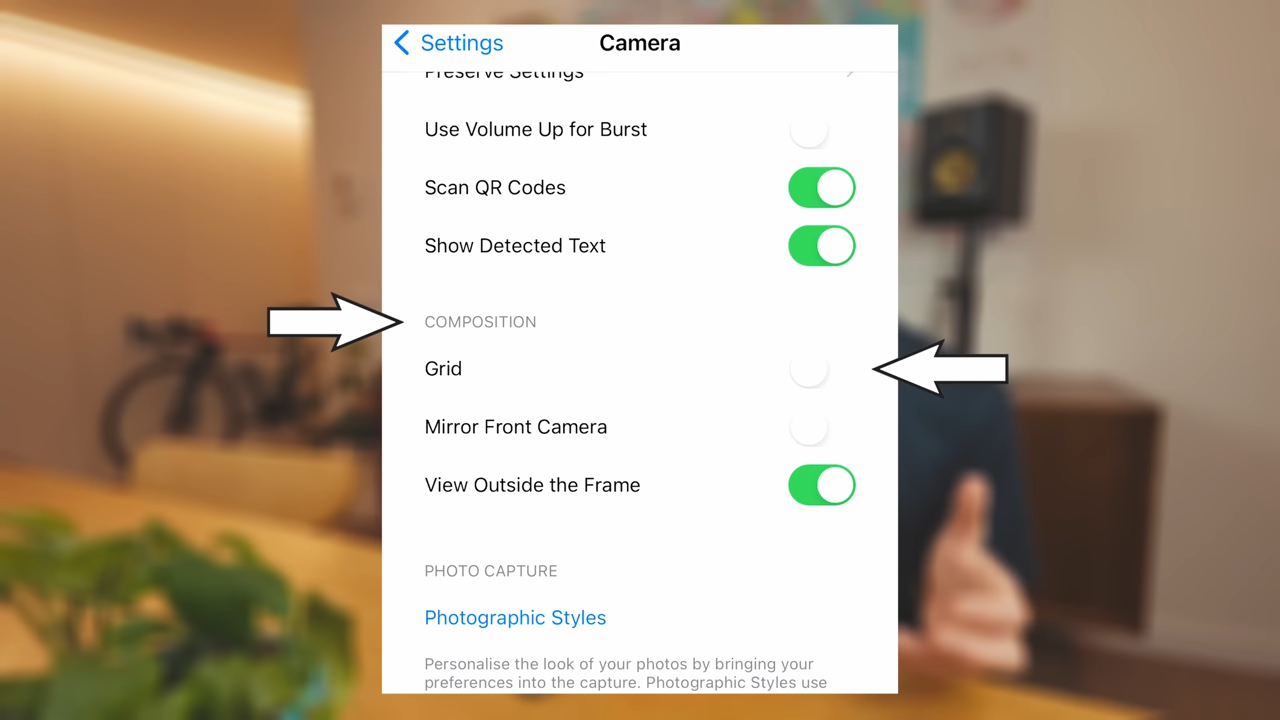 Settings
Camera
Preserve Settings
Use Volume Up for Burst
Scan QR Codes
Show Detected Text
COMPOSITION
Grid
Mirror Front Camera
View Outside the Frame
PHOTO CAPTURE
Photographic Styles
Personalise the look of your photos by bringing your
preferences into the capture. Photographic Styles use